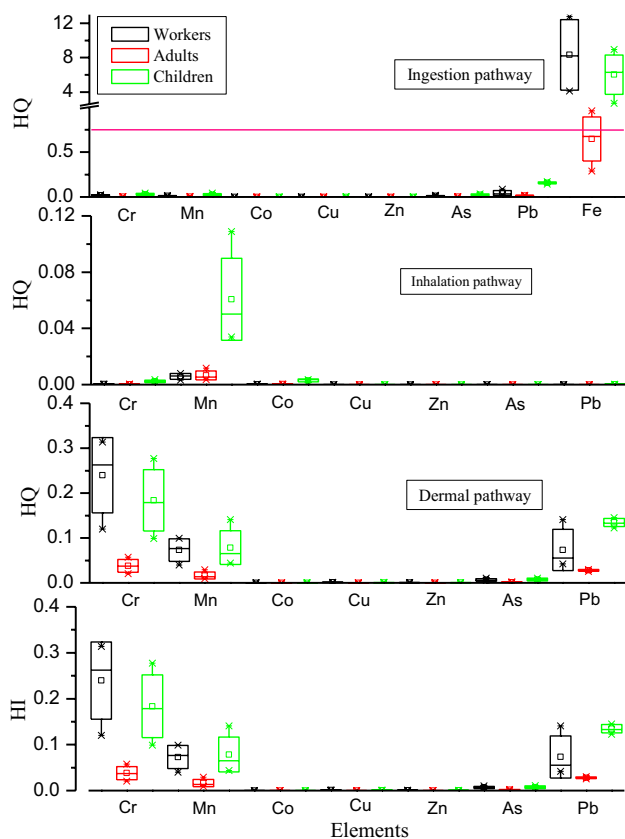 Workers
Adults
Children
Ingestion pathway
HQ
12
8
4
0.5
0.0
Cr Mn Co Cu Zn As Pb Fe
Inhalation pathway
HQ
0.12
0.08
0.04
0.00
Cr Mn Co Cu Zn As Pb
Dermal pathway
HQ
0.4
0.3
0.2
0.1
0.0
Cr Mn Co Cu Zn As Pb
HI
0.4
0.3
0.2
0.1
0.0
Cr Mn Co Cu Zn As Pb
Elements